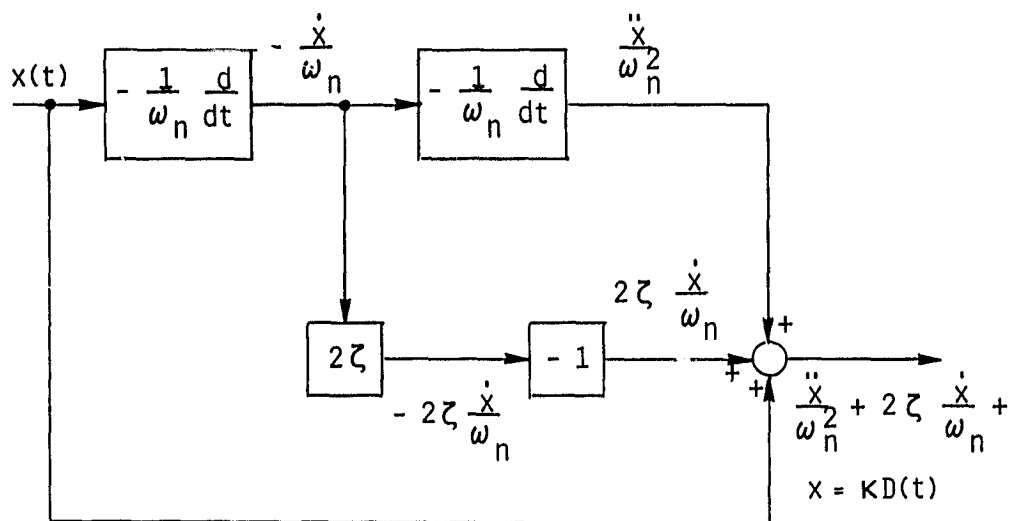 x(t)
- 1/ω_n d/dt
- ẋ/ω_n
- 1/ω_n d/dt
ẍ/ω_n^2
2ζ ẋ/ω_n
+
2ζ
- 1
+
+
- 2ζ ẋ/ω_n
ẍ/ω_n^2 + 2ζ ẋ/ω_n +
x = KD(t)